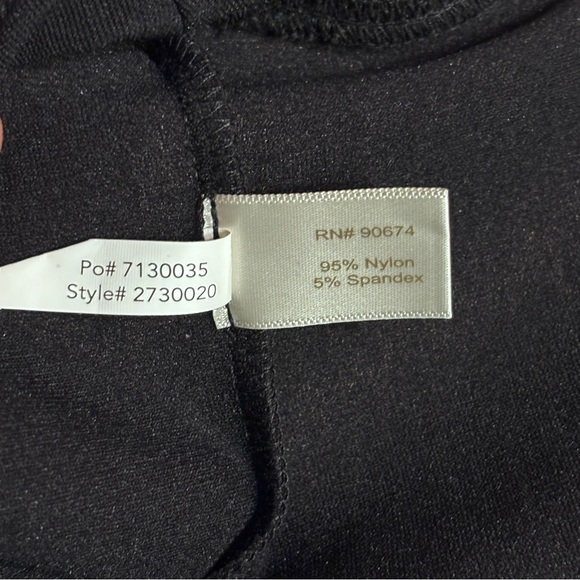 Po# 7130035
Style# 2730020
RN# 90674
95% Nylon
5% Spandex